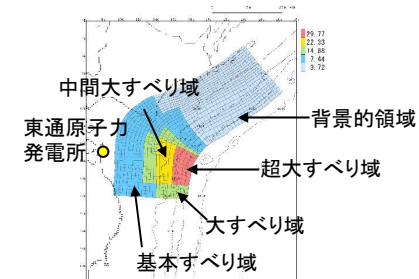 29.77
22.33
14.88
7.44
3.72
中間大すべり域
東通原子力
発電所
背景的領域
超大すべり域
大すべり域
基本すべり域